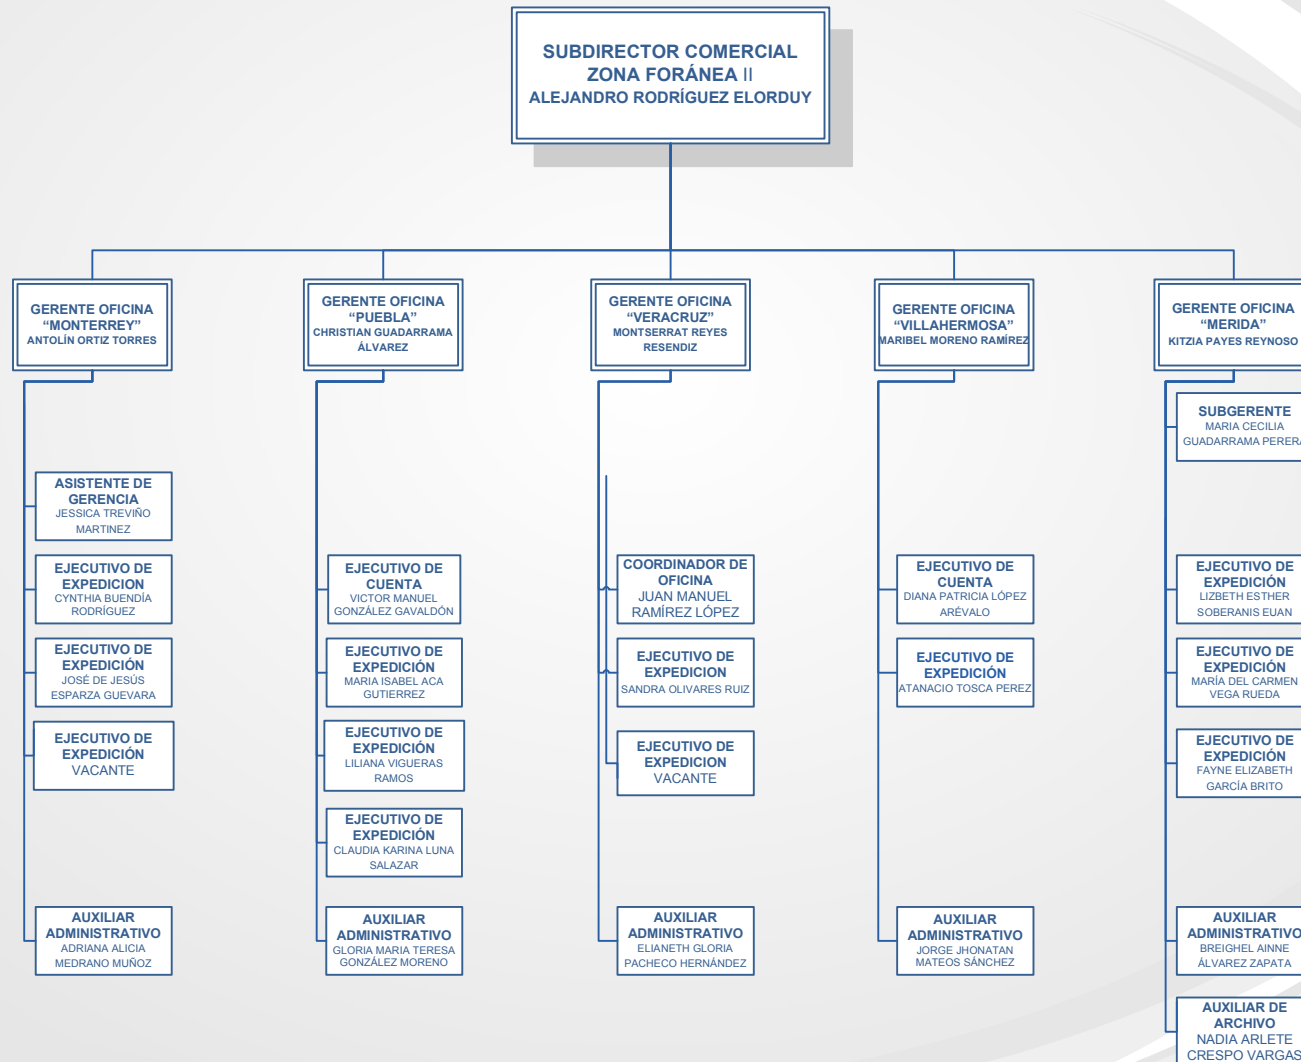 SUBDIRECTOR COMERCIAL
ZONA FORÁNEA II
ALEJANDRO RODRÍGUEZ ELORDUY
GERENTE OFICINA
“MONTERREY”
ANTOLÍN ORTIZ TORRES
ASISTENTE DE
GERENCIA
JESSICA TREVIÑO
MARTINEZ
EJECUTIVO DE
EXPEDICION
CYNTHIA BUENDÍA
RODRÍGUEZ
EJECUTIVO DE
EXPEDICIÓN
JOSÉ DE JESÚS
ESPARZA GUEVARA
EJECUTIVO DE
EXPEDICIÓN
VACANTE
AUXILIAR
ADMINISTRATIVO
ADRIANA ALICIA
MEDRANO MUÑOZ
GERENTE OFICINA
“PUEBLA”
CHRISTIAN GUADARRAMA
ÁLVAREZ
EJECUTIVO DE
CUENTA
VICTOR MANUEL
GONZÁLEZ GAVALDÓN
EJECUTIVO DE
EXPEDICIÓN
MARIA ISABEL ACA
GUTIERREZ
EJECUTIVO DE
EXPEDICIÓN
LILIANA VIGUERAS
RAMOS
EJECUTIVO DE
EXPEDICIÓN
CLAUDIA KARINA LUNA
SALAZAR
AUXILIAR
ADMINISTRATIVO
GLORIA MARIA TERESA
GONZÁLEZ MORENO
GERENTE OFICINA
“VERACRUZ”
MONTSERRAT REYES
RESENDIZ
COORDINADOR DE
OFICINA
JUAN MANUEL
RAMÍREZ LÓPEZ
EJECUTIVO DE
EXPEDICION
SANDRA OLIVARES RUIZ
EJECUTIVO DE
EXPEDICION
VACANTE
AUXILIAR
ADMINISTRATIVO
ELIANETH GLORIA
PACHECO HERNÁNDEZ
GERENTE OFICINA
“VILLAHERMOSA”
MARIBEL MORENO RAMÍREZ
EJECUTIVO DE
CUENTA
DIANA PATRICIA LÓPEZ
ARÉVALO
EJECUTIVO DE
EXPEDICIÓN
ATANACIO TOSCA PEREZ
AUXILIAR
ADMINISTRATIVO
JORGE JHONATAN
MATEOS SÁNCHEZ
GERENTE OFICINA
“MERIDA”
KITZIA PAYES REYNOSO
SUBGERENTE
MARIA CECILIA
GUADARRAMA PERERA
EJECUTIVO DE
EXPEDICIÓN
LIZBETH ESTHER
SOBERANIS EUAN
EJECUTIVO DE
EXPEDICIÓN
MARÍA DEL CARMEN
VEGA RUEDA
EJECUTIVO DE
EXPEDICIÓN
FAYNE ELIZABETH
GARCÍA BRITO
AUXILIAR
ADMINISTRATIVO
BREIGHEL AINNE
ÁLVAREZ ZAPATA
AUXILIAR DE
ARCHIVO
NADIA ARLETE
CRESPO VARGAS